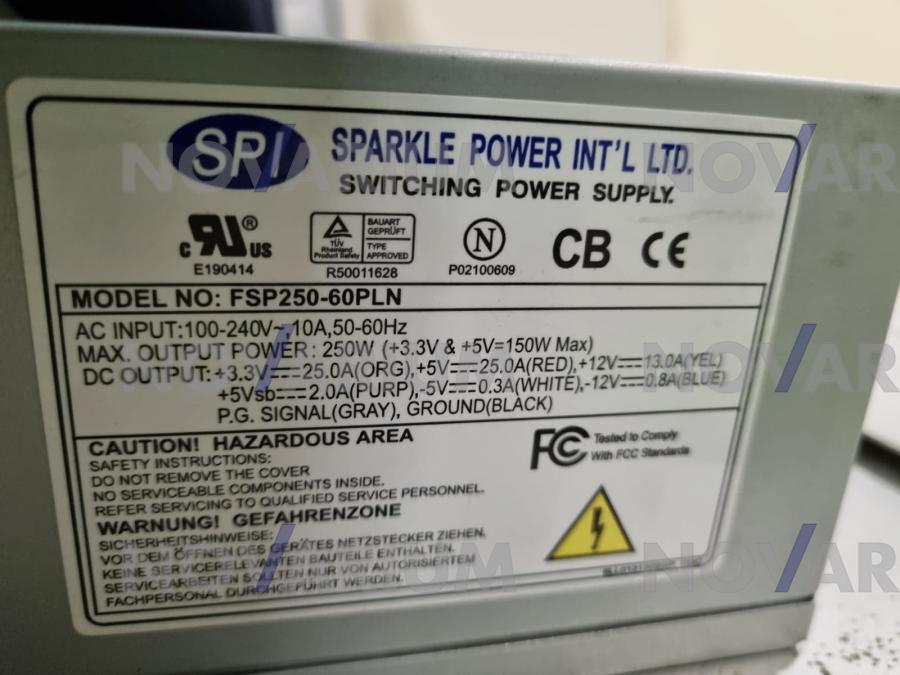 SRI SPARKLE POWER INT'L LTD.
SWITCHING POWER SUPPLY.
c RU ® US
E190414
TÜV
Rheinland
Product Safety
BAUART
GEPRÜFT
TYPE
APPROVED
R50011628
N
P02100609
CB CE
MODEL NO: FSP250-60PLN
AC INPUT:100-240V~,10A,50-60Hz
MAX. OUTPUT POWER: 250W (+3.3V & +5V=150W Max)
DC OUTPUT:+3.3V⎓25.0A(ORG),+5V⎓25.0A(RED),+12V⎓13.0A(YEL)
+5Vsb⎓2.0A(PURP),-5V⎓0.3A(WHITE),-12V⎓0.8A(BLUE)
P.G. SIGNAL(GRAY), GROUND(BLACK)
CAUTION! HAZARDOUS AREA
SAFETY INSTRUCTIONS:
DO NOT REMOVE THE COVER
NO SERVICEABLE COMPONENTS INSIDE.
REFER SERVICING TO QUALIFIED SERVICE PERSONNEL.
WARNUNG! GEFAHRENZONE
SICHERHEITSHINWEISE:
VOR DEM ÖFFNEN DES GERÄTES NETZSTECKER ZIEHEN.
KEINE SERVICERELEVANTEN BAUTEILE ENTHALTEN.
SERVICEARBEITEN SOLLTEN NUR VON AUTORISIERTEM
FACHPERSONAL DURCHGEFÜHRT WERDEN.
FC Tested to Comply
With FCC Standards
NOVARUM NOVAR